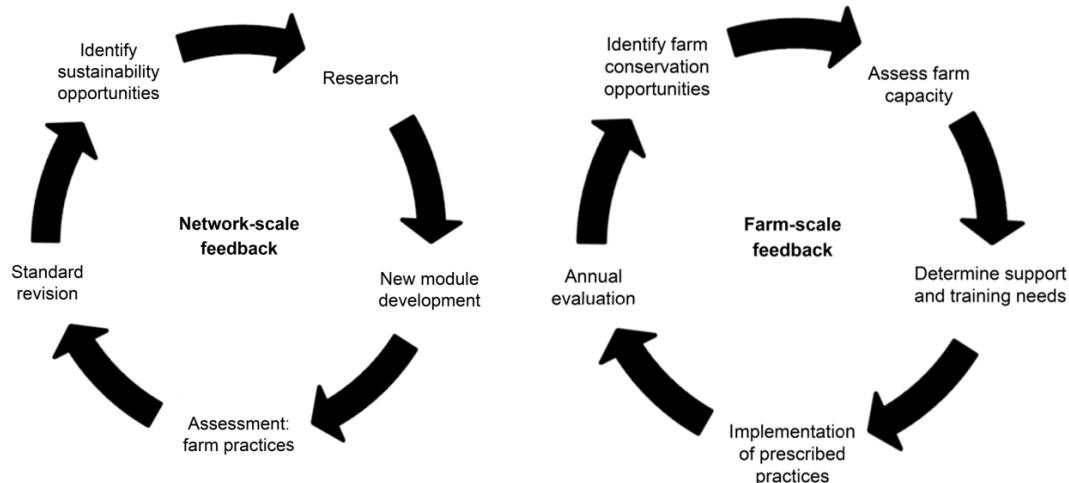 Identify
sustainability
opportunities
Research
Network-scale
feedback
New module
development
Assessment:
farm practices
Standard
revision
Identify farm
conservation
opportunities
Assess farm
capacity
Farm-scale
feedback
Determine support
and training needs
Implementation
of prescribed
practices
Annual
evaluation